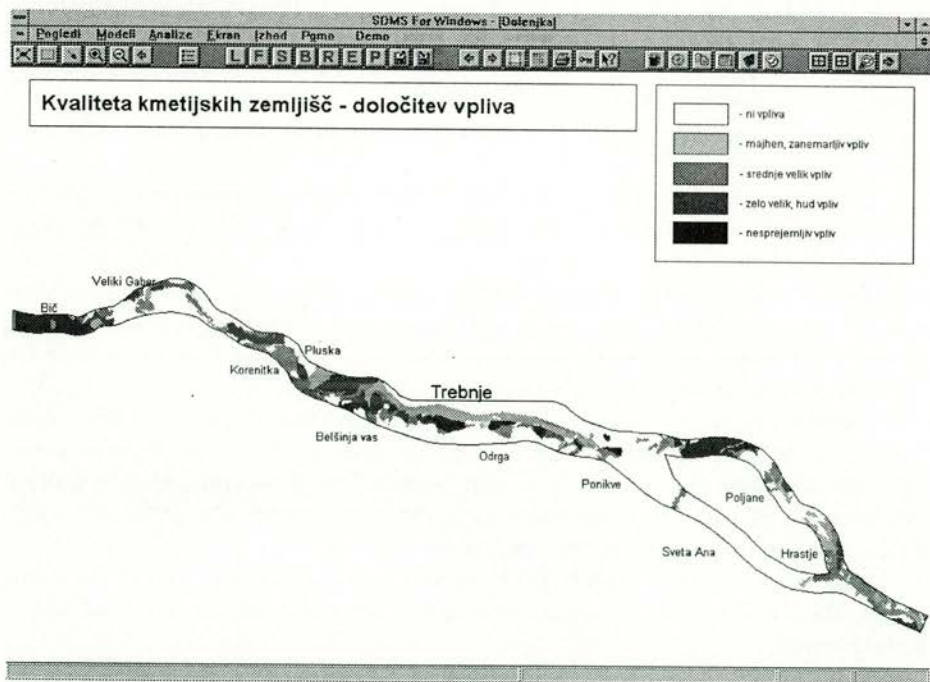 SDMS For Windows - [Dolenjka]
Pogledi Modeli Analize Ekran Izhod Pomo Demo
L F S B R E P
Kvaliteta kmetijskih zemljišč - določitev vpliva
- ni vpliva
- majhen, zanemarljiv vpliv
- srednje velik vpliv
- zelo velik, hud vpliv
- nesprejemljiv vpliv
Veliki Gaber
Bič
Pluska
Korenitka
Trebnje
Belšinja vas
Odrga
Ponikve
Poljane
Sveta Ana
Hrastje